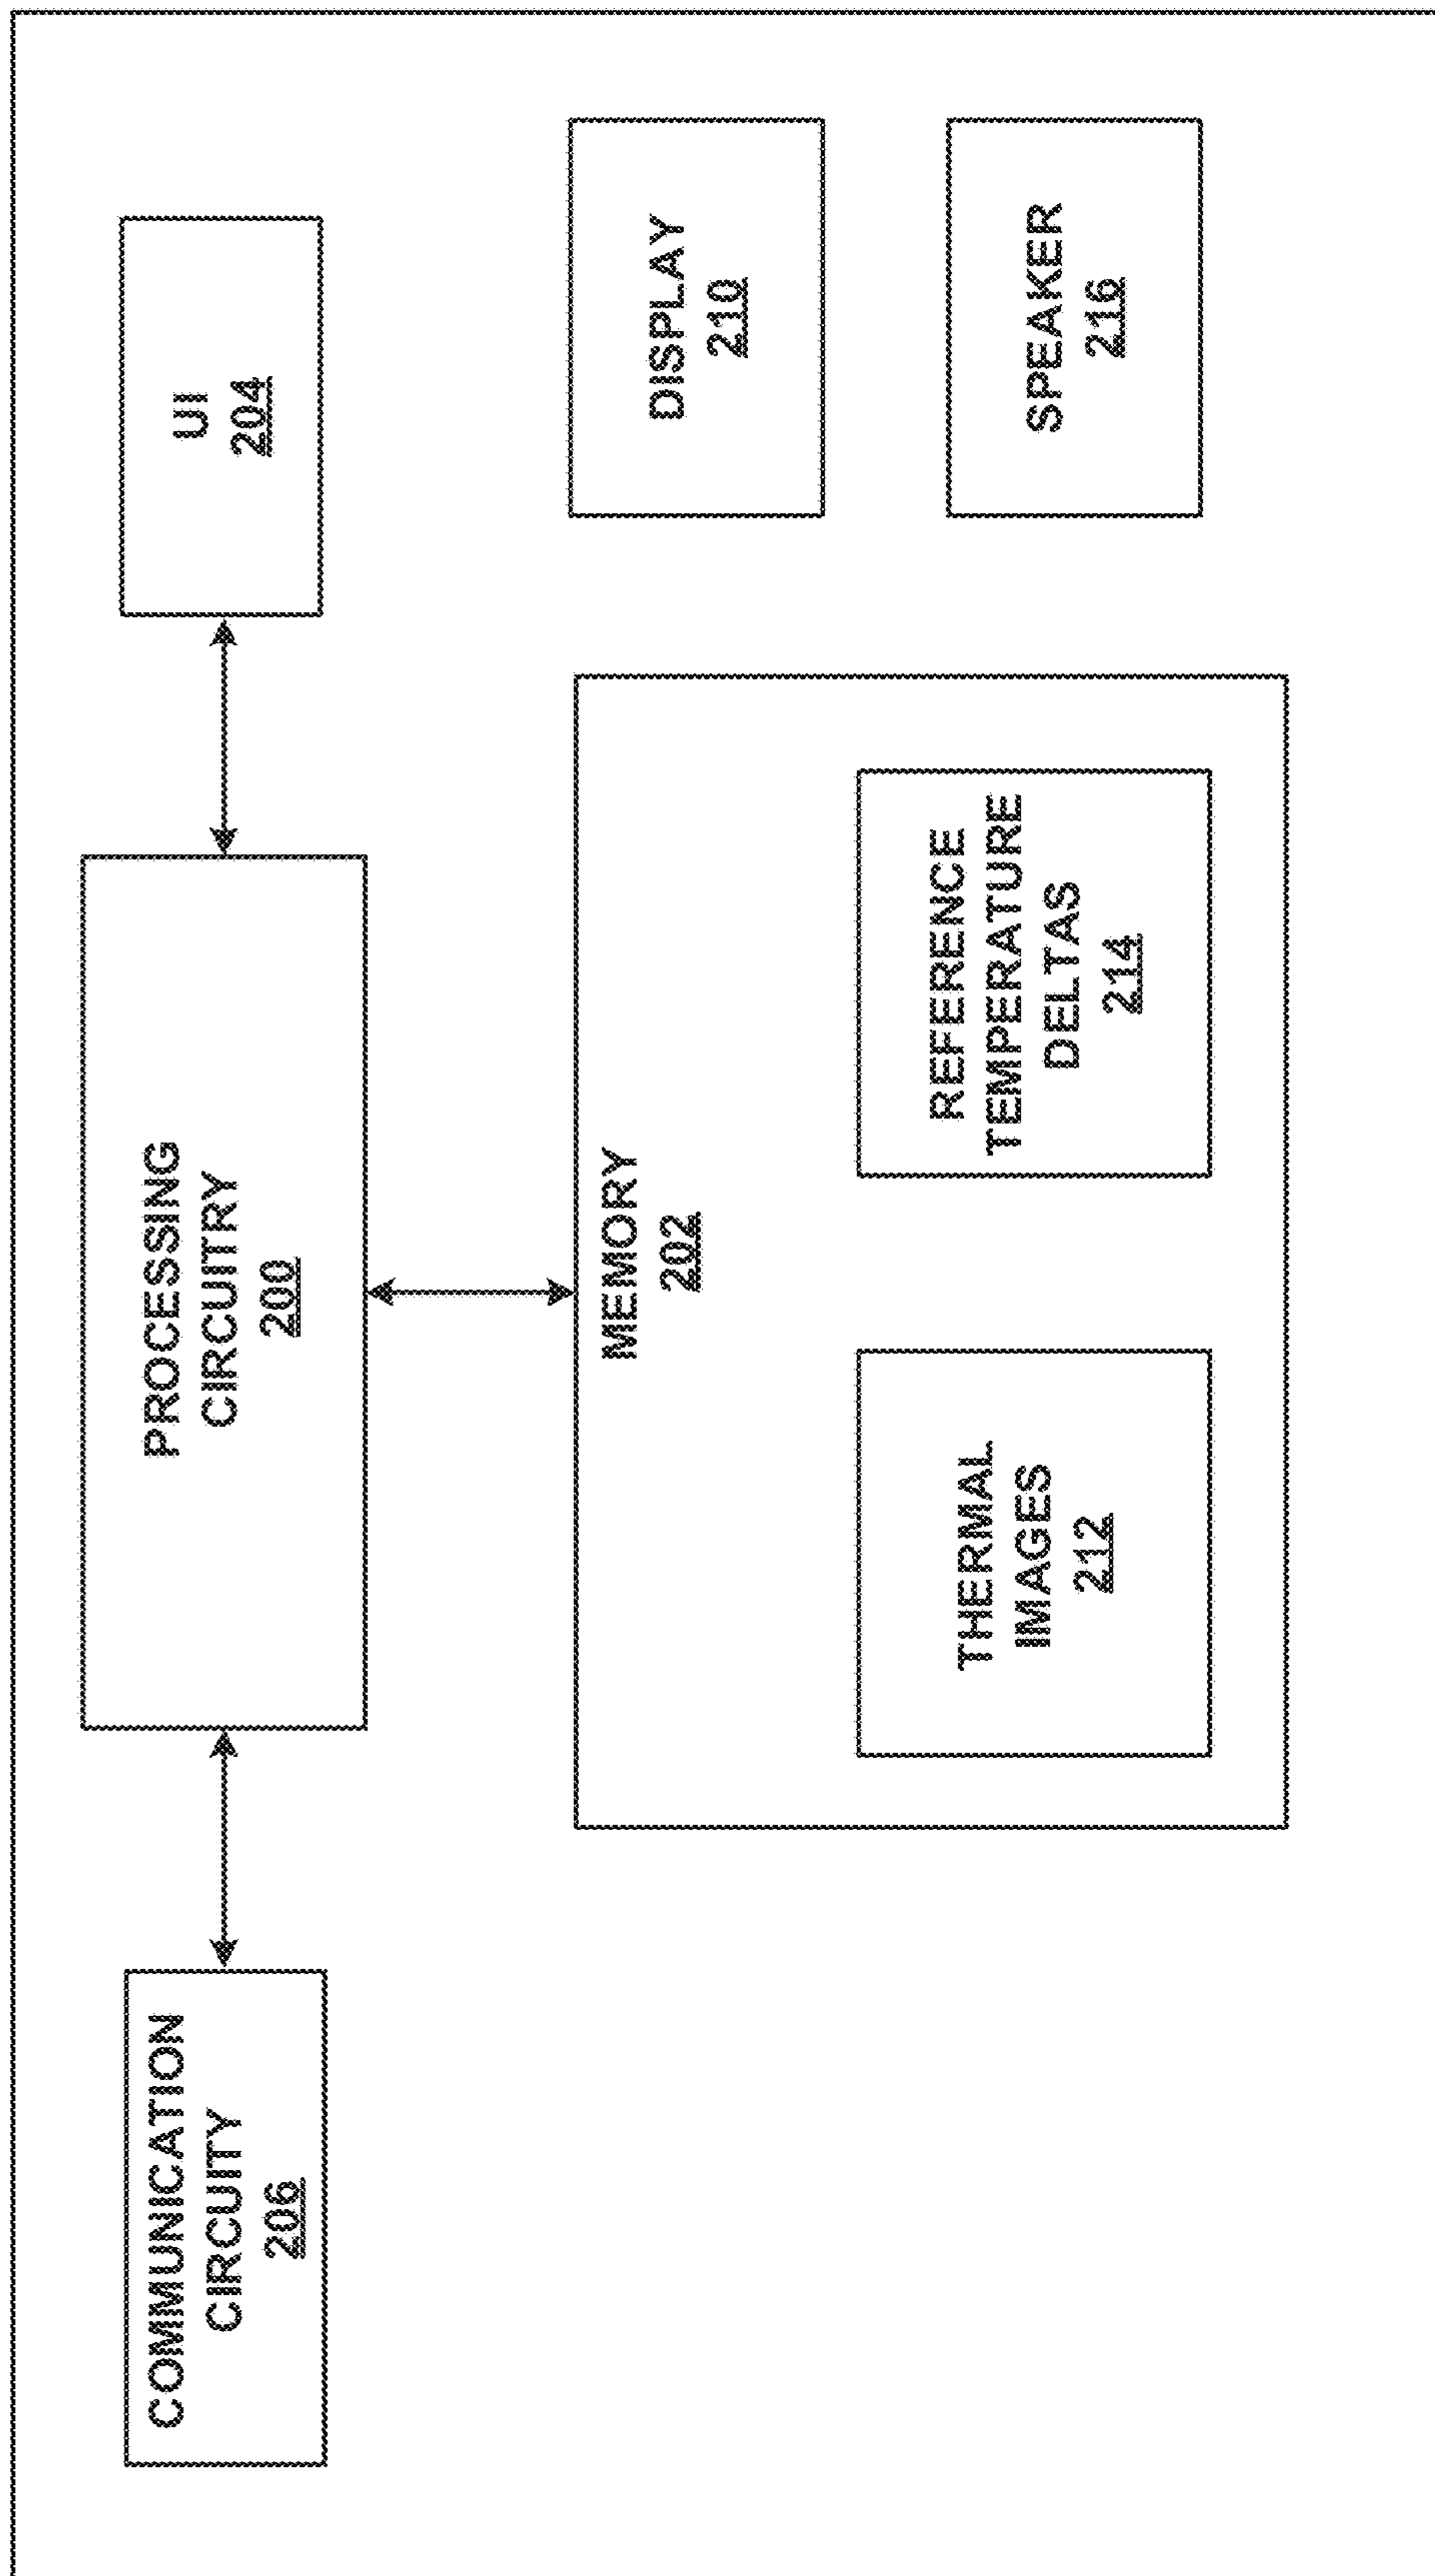 COMMUNICATION
CIRCUITY
206
PROCESSING
CIRCUITRY
200
UI
204
MEMORY
202
THERMAL
IMAGES
212
REFERENCE
TEMPERATURE
DELTAS
214
DISPLAY
210
SPEAKER
216